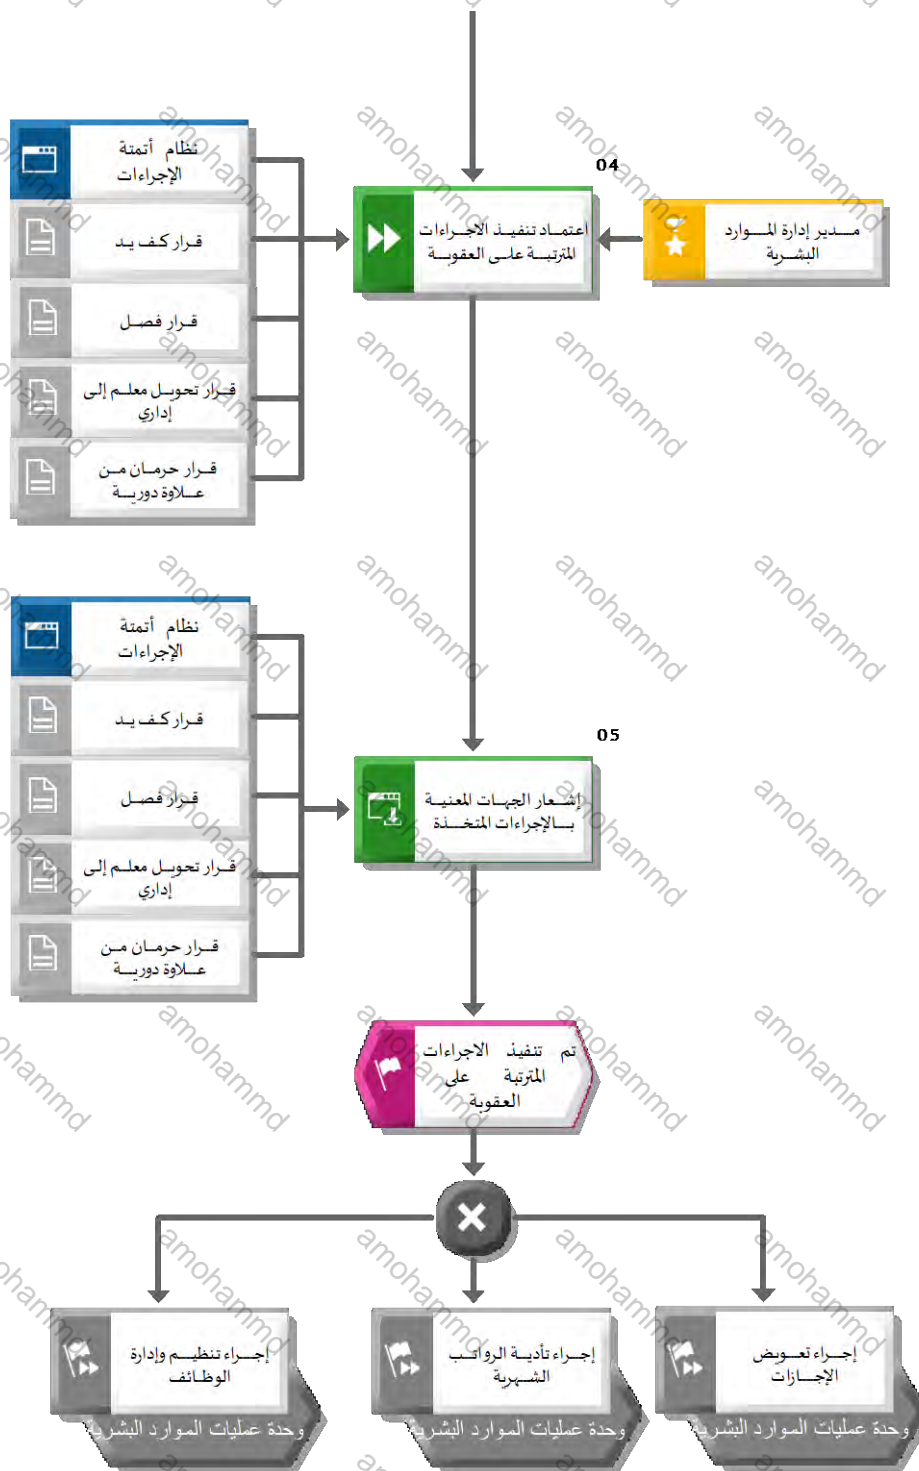 04
نظام أتمتة
الإجراءات
قرار كف يد
قرار فصل
قرار تحويل معلم إلى
إداري
قرار حرمان من
علاوة دورية
اعتماد تنفيذ الاجراءات
المترتبة على العقوبة
مدير إدارة الموارد
البشرية
05
نظام أتمتة
الإجراءات
قرار كف يد
قرار فصل
قرار تحويل معلم إلى
إداري
قرار حرمان من
علاوة دورية
إشعار الجهات المعنية
بالإجراءات المتخذة
تم تنفيذ الاجراءات
المترتبة على
العقوبة
إجراء تعويض
الإجازات
وحدة عمليات الموارد البشرية
إجراء تأدية الرواتب
الشهرية
وحدة عمليات الموارد البشرية
إجراء تنظيم وإدارة
الوظائف
وحدة عمليات الموارد البشرية
amohammd